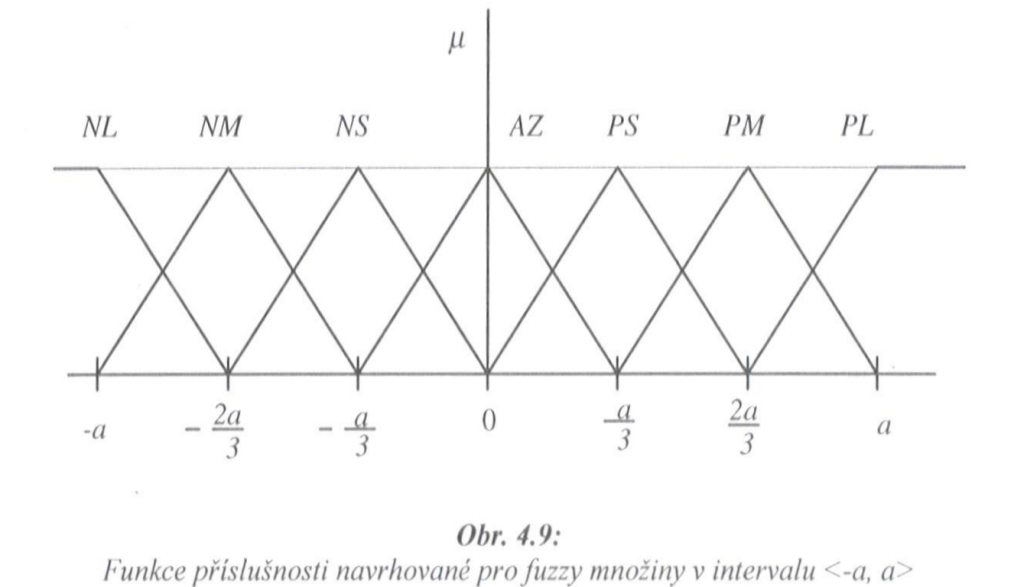 μ
NL NM NS AZ PS PM PL
-a - 2a/3 - a/3 0 a/3 2a/3 a
Obr. 4.9:
Funkce příslušnosti navrhované pro fuzzy množiny v intervalu <-a, a>